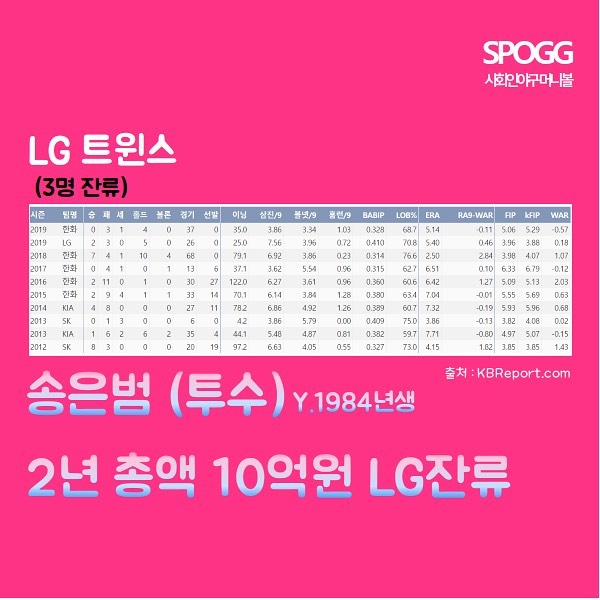 SPOGG
사회인야구머니볼
LG 트윈스
(3명 잔류)
시즌 팀명 승 패 세 홀드 블론 경기 선발 이닝 삼진/9 볼넷/9 홈런/9 BABIP LOB% ERA RA9-WAR FIP kFIP WAR
2019 한화 0 3 1 4 0 37 0 35.0 3.86 3.34 1.03 0.328 68.7 5.14 -0.11 5.06 5.29 -0.57
2019 LG 2 3 0 5 0 26 0 25.0 7.56 3.96 0.72 0.410 70.8 5.40 0.46 3.96 3.88 0.18
2018 한화 7 4 1 10 4 68 0 79.1 6.92 3.86 0.23 0.314 76.6 2.50 2.84 3.98 4.07 1.07
2017 한화 0 4 1 0 1 13 6 37.1 3.62 5.54 0.96 0.315 62.7 6.51 0.10 6.33 6.79 -0.12
2016 한화 2 11 0 1 0 30 27 122.0 6.27 3.61 0.96 0.360 60.6 6.42 1.27 5.09 5.13 2.03
2015 한화 2 9 4 1 1 33 14 70.1 6.14 3.84 1.28 0.380 63.4 7.04 -0.01 5.55 5.69 0.63
2014 KIA 4 8 0 0 0 27 11 78.2 6.86 4.92 1.26 0.389 60.7 7.32 -0.19 5.93 5.96 0.68
2013 SK 0 1 3 0 0 6 0 4.2 3.86 5.79 0.00 0.409 75.0 3.86 -0.13 3.82 4.08 0.02
2013 KIA 1 6 2 6 2 35 4 44.1 5.48 4.87 0.81 0.382 59.7 7.71 -0.80 4.97 5.07 -0.15
2012 SK 8 3 0 0 0 20 19 97.2 6.63 4.05 0.55 0.327 73.0 4.15 1.82 3.85 3.85 1.43
출처 : KBReport.com
송은범 (투수) Y.1984년생
2년 총액 10억원 LG잔류